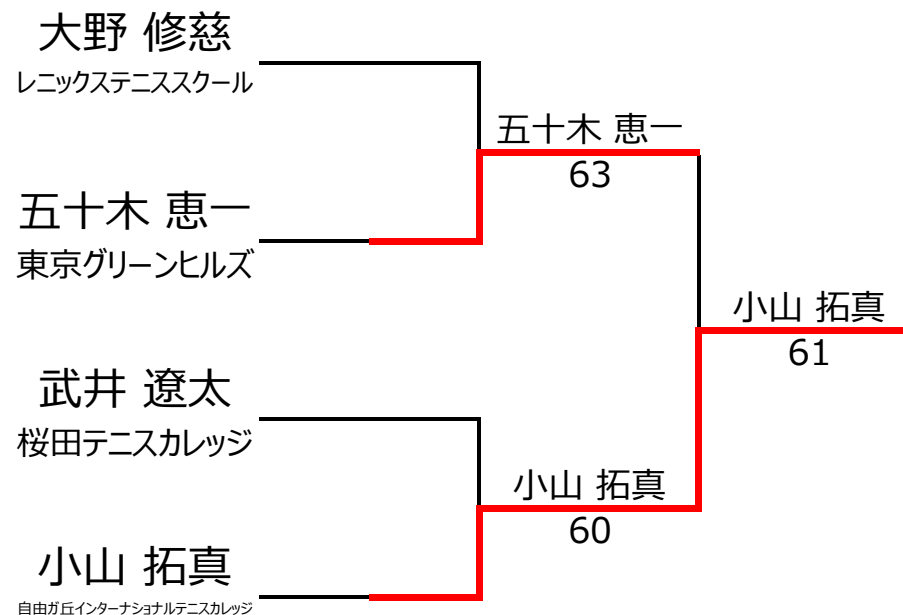 大野 修慈
レニックステニススクール
五十木 恵一
63
五十木 恵一
東京グリーンヒルズ
小山 拓真
61
武井 遼太
桜田テニスカレッジ
小山 拓真
60
小山 拓真
自由ガ丘インターナショナルテニスカレッジ